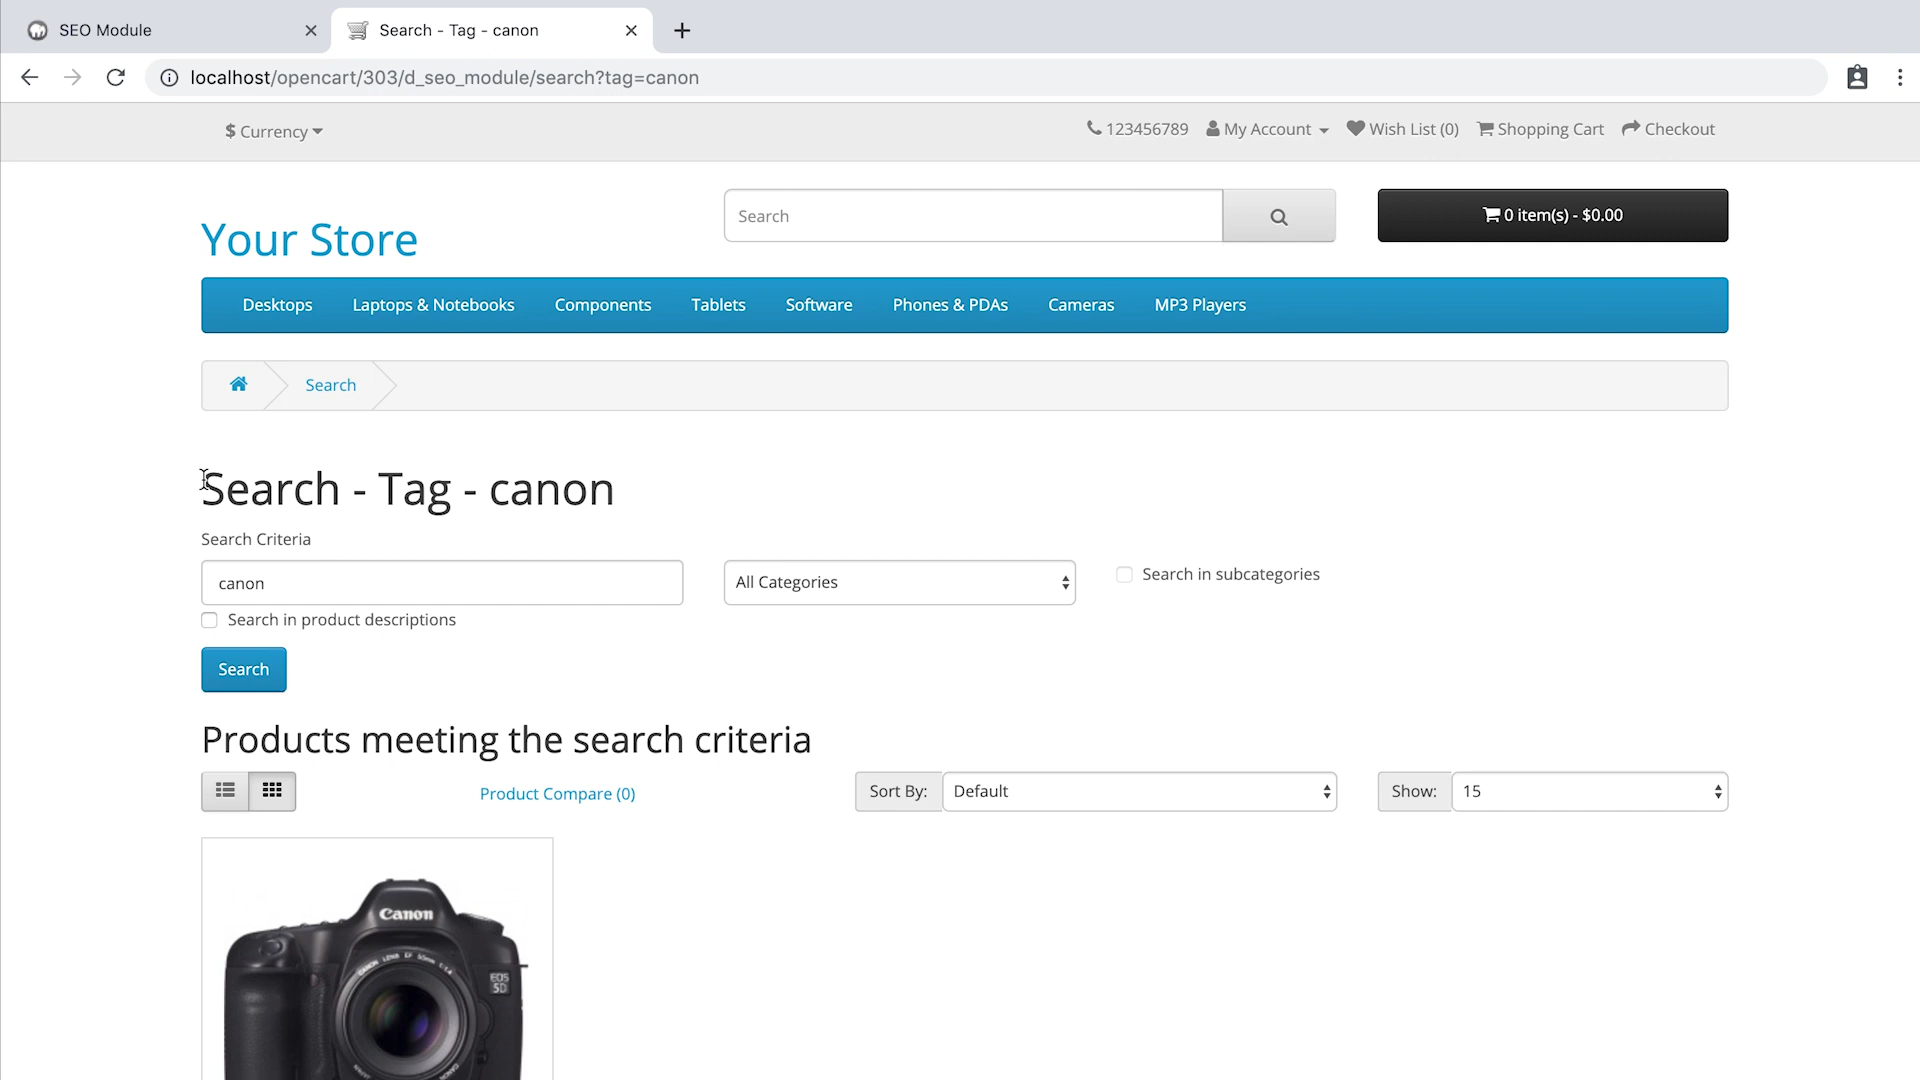 SEO Module
Search - Tag - canon
localhost/opencart/303/d_seo_module/search?tag=canon
$ Currency
123456789 My Account Wish List (0) Shopping Cart Checkout
Your Store
Search
0 item(s) - $0.00
Desktops Laptops & Notebooks Components Tablets Software Phones & PDAs Cameras MP3 Players
Search
Search - Tag - canon
Search Criteria
canon
All Categories
Search in subcategories
Search in product descriptions
Search
Products meeting the search criteria
Product Compare (0)
Sort By: Default
Show: 15
Canon
EOS
5D